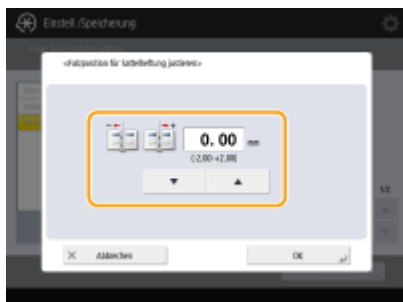 Einstell./Speicherung
<Falzposition für Sattelheftung justieren>
0.00 mm
(-2,00-+2,00)
1/2
Abbrechen
OK